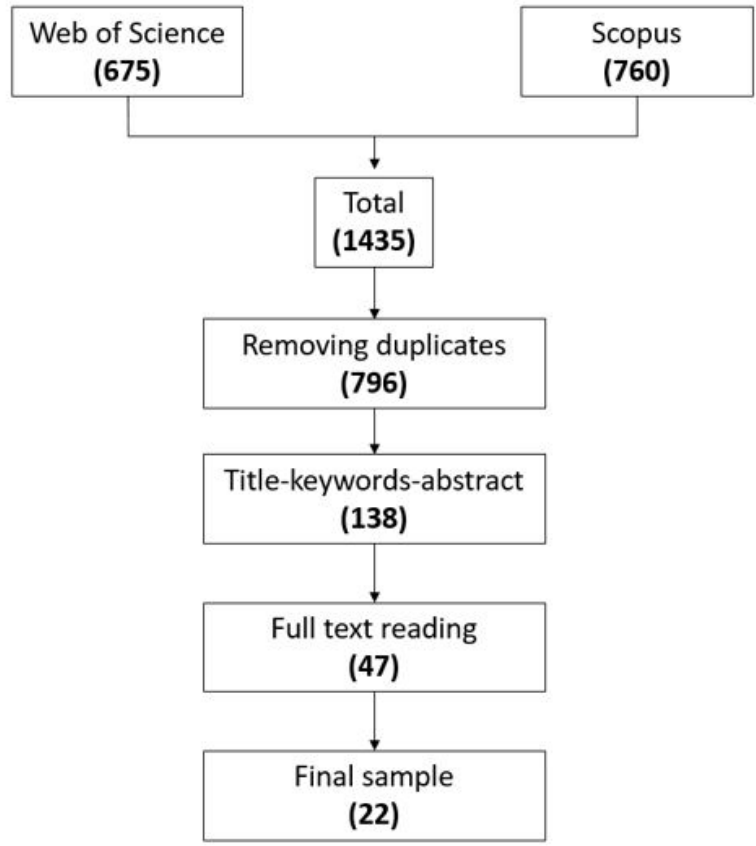 Web of Science
(675)
Scopus
(760)
Total
(1435)
Removing duplicates
(796)
Title-keywords-abstract
(138)
Full text reading
(47)
Final sample
(22)